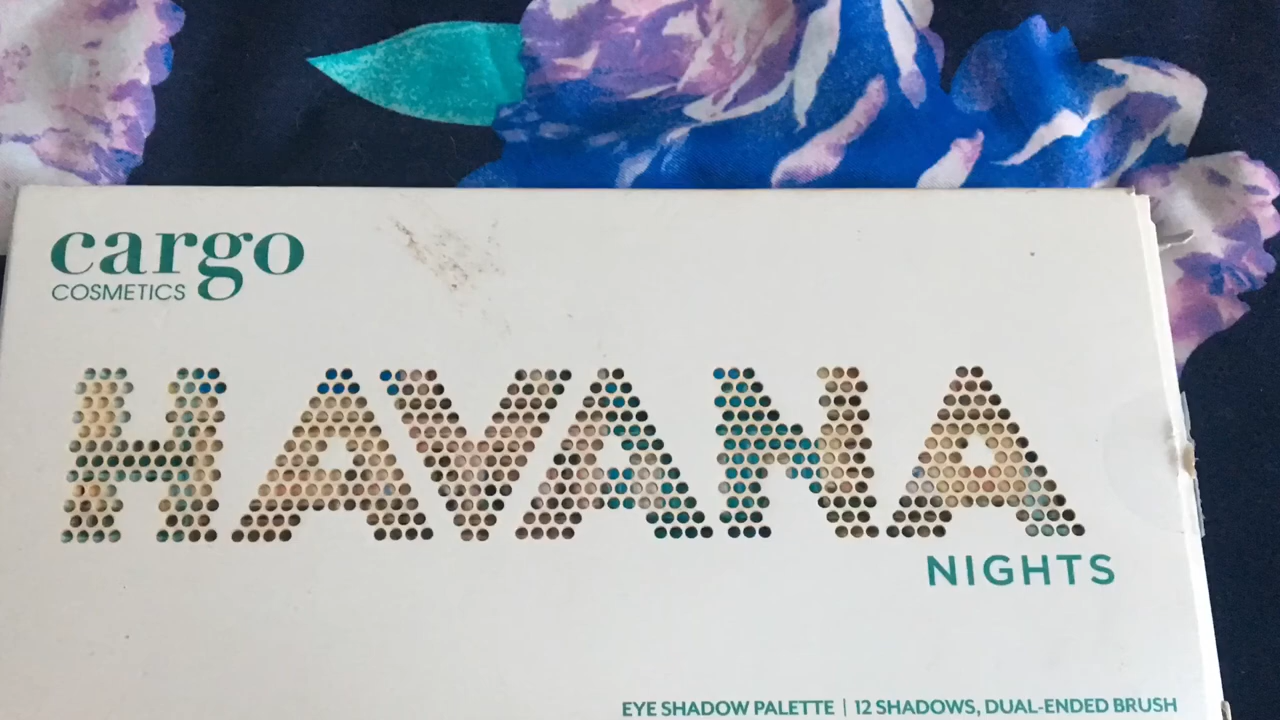 cargo
COSMETICS
HAVANA
NIGHTS
EYE SHADOW PALETTE | 12 SHADOWS, DUAL-ENDED BRUSH